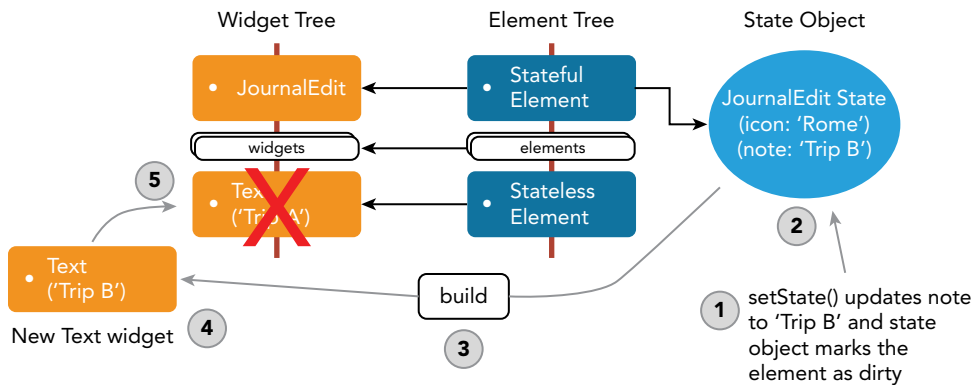 Widget Tree
Element Tree
State Object
• JournalEdit
• Stateful
Element
JournalEdit State
(icon: ‘Rome’)
(note: ‘Trip B’)
widgets
elements
5
Text
(‘Trip A’)
• Stateless
Element
2
• Text
(‘Trip B’)
build
1
setState() updates note
to ‘Trip B’ and state
object marks the
element as dirty
New Text widget
4
3